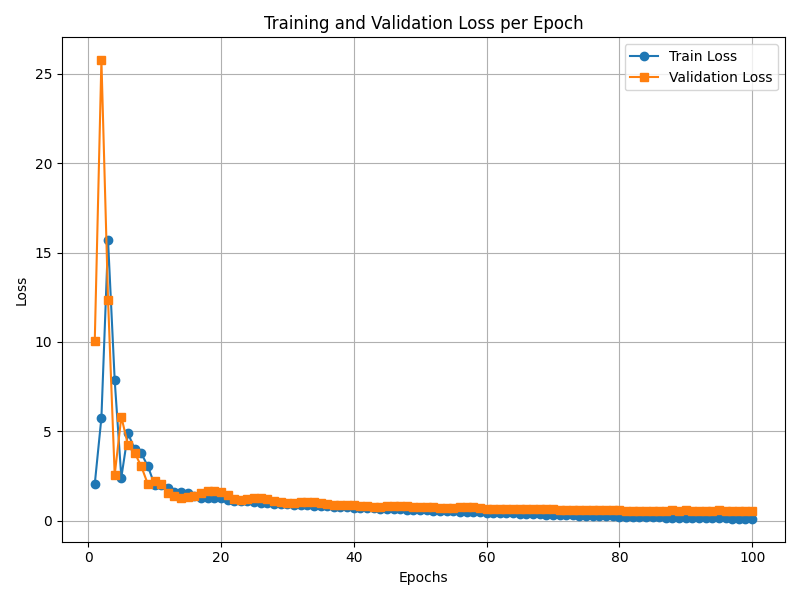 Training and Validation Loss per Epoch
Train Loss
Validation Loss
25
20
15
10
5
0
Loss
0 20 40 60 80 100
Epochs